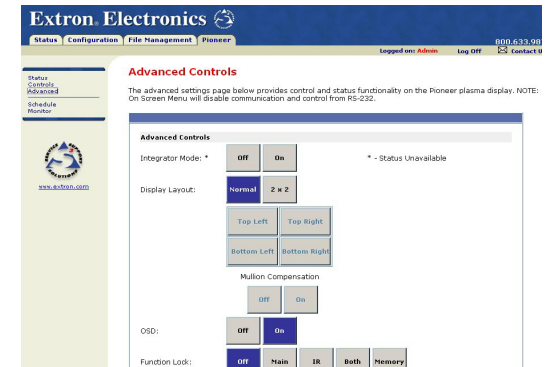 Extron. Electronics
Status Configuration File Management Pioneer
800.633.98
Logged on: Admin Log Off Contact U
Status
Controls
Advanced
Schedule
Monitor
www.extron.com
Advanced Controls
The advanced settings page below provides control and status functionality on the Pioneer plasma display. NOTE:
On Screen Menu will disable communication and control from RS-232.
Advanced Controls
Integrator Mode: * Off On * - Status Unavailable
Display Layout: Normal 2 x 2
Top Left Top Right
Bottom Left Bottom Right
Mullion Compensation
Off On
OSD: Off On
Function Lock: Off Main IR Both Memory